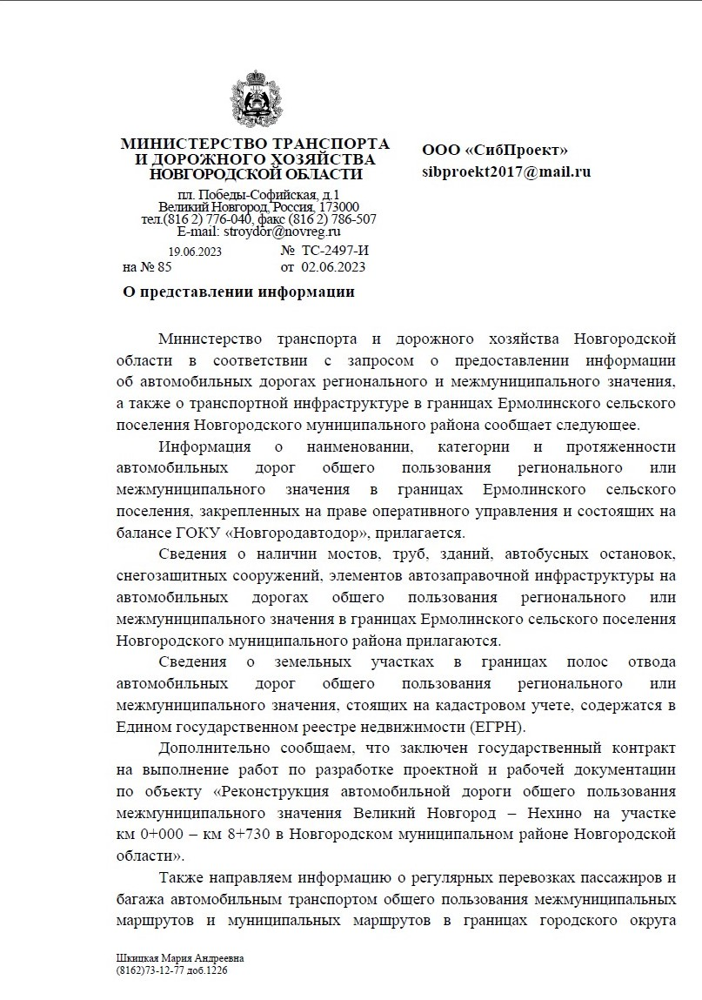 МИНИСТЕРСТВО ТРАНСПОРТА
И ДОРОЖНОГО ХОЗЯЙСТВА
НОВГОРОДСКОЙ ОБЛАСТИ
пл. Победы-Софийская, д.1
Великий Новгород, Россия, 173000
тел.(816 2) 776-040, факс (816 2) 786-507
E-mail: stroydor@novreg.ru
19.06.2023 № ТС-2497-И
на № 85 от 02.06.2023
О представлении информации
ООО «СибПроект»
sibproekt2017@mail.ru
Министерство транспорта и дорожного хозяйства Новгородской
области в соответствии с запросом о предоставлении информации
об автомобильных дорогах регионального и межмуниципального значения,
а также о транспортной инфраструктуре в границах Ермолинского сельского
поселения Новгородского муниципального района сообщает следующее.
Информация о наименовании, категории и протяженности
автомобильных дорог общего пользования регионального или
межмуниципального значения в границах Ермолинского сельского
поселения, закрепленных на праве оперативного управления и состоящих на
балансе ГОКУ «Новгородавтодор», прилагается.
Сведения о наличии мостов, труб, зданий, автобусных остановок,
снегозащитных сооружений, элементов автозаправочной инфраструктуры на
автомобильных дорогах общего пользования регионального или
межмуниципального значения в границах Ермолинского сельского поселения
Новгородского муниципального района прилагаются.
Сведения о земельных участках в границах полос отвода
автомобильных дорог общего пользования регионального или
межмуниципального значения, стоящих на кадастровом учете, содержатся в
Едином государственном реестре недвижимости (ЕГРН).
Дополнительно сообщаем, что заключен государственный контракт
на выполнение работ по разработке проектной и рабочей документации
по объекту «Реконструкция автомобильной дороги общего пользования
межмуниципального значения Великий Новгород – Нехино на участке
км 0+000 – км 8+730 в Новгородском муниципальном районе Новгородской
области».
Также направляем информацию о регулярных перевозках пассажиров и
багажа автомобильным транспортом общего пользования межмуниципальных
маршрутов и муниципальных маршрутов в границах городского округа
Шкицкая Мария Андреевна
(8162)73-12-77 доб.1226